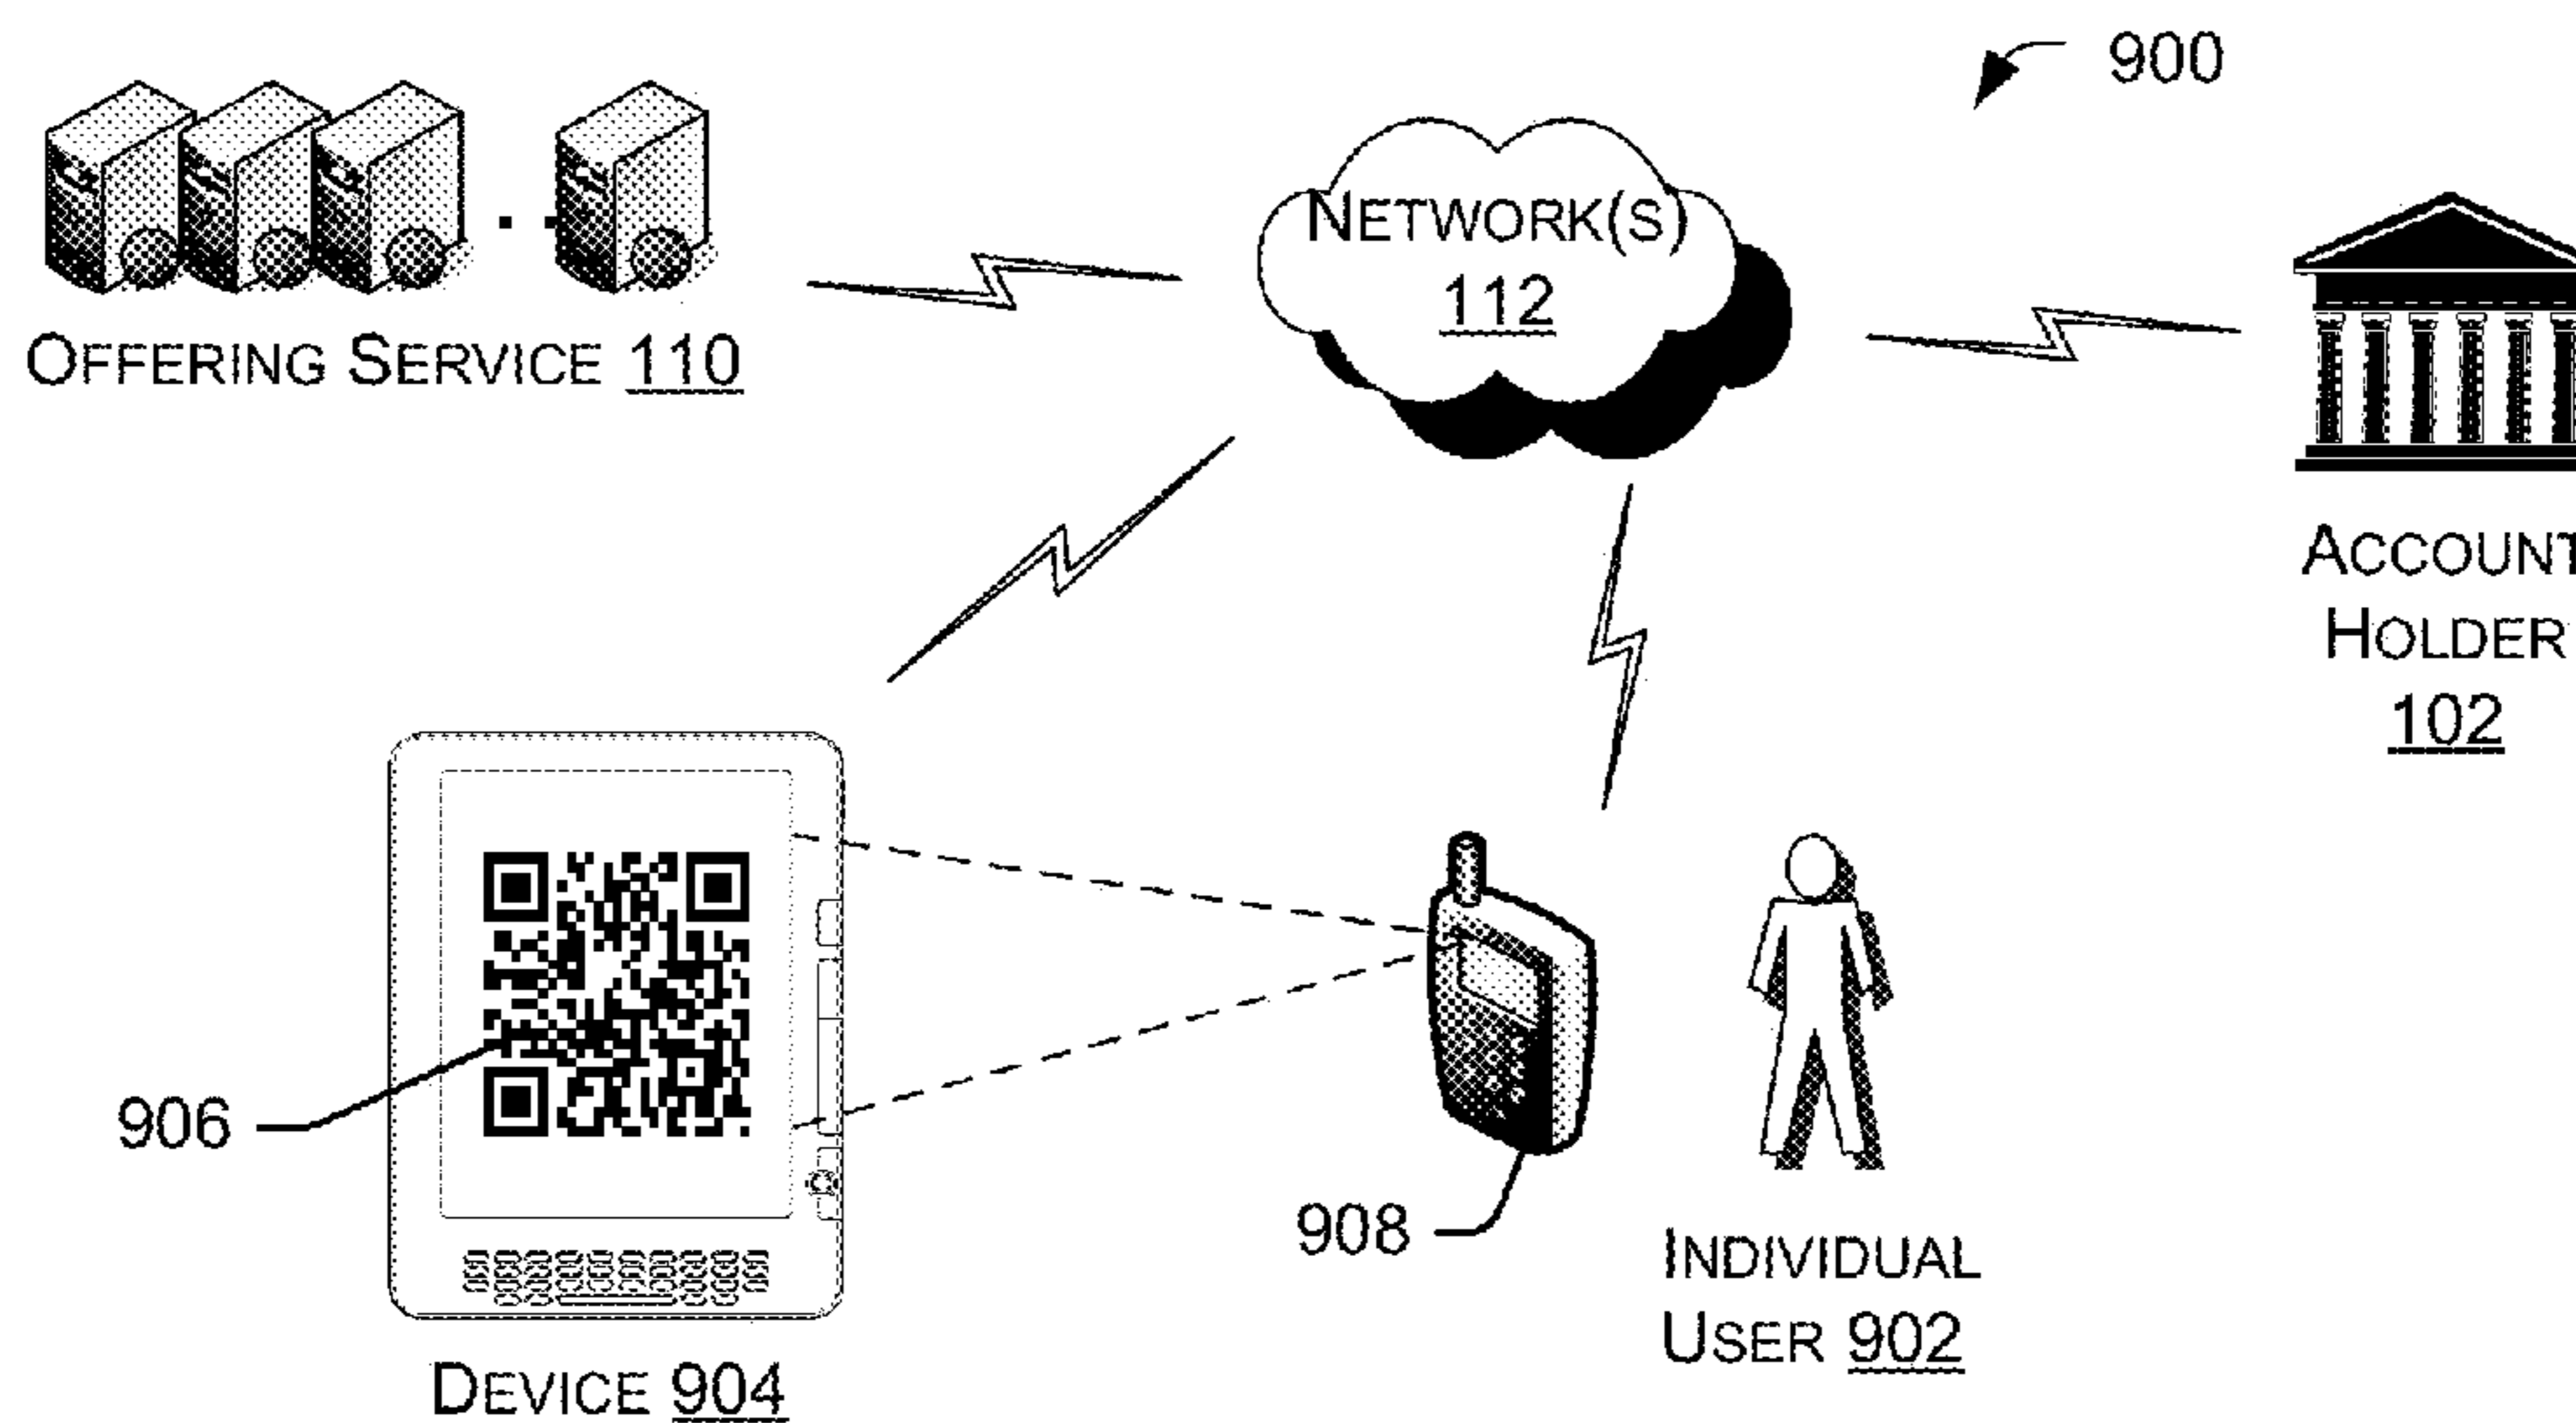 900
NETWORK(S)
112
OFFERING SERVICE 110
ACCOUNT
HOLDER
102
906
908
INDIVIDUAL
USER 902
DEVICE 904